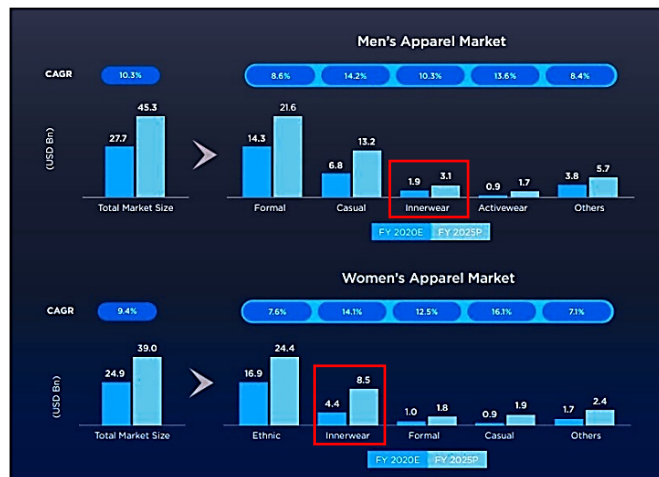 Men's Apparel Market
CAGR 10.3% 8.6% 14.2% 10.3% 13.6% 8.4%
(USD Bn)
27.7 45.3 14.3 21.6 6.8 13.2 1.9 3.1 0.9 1.7 3.8 5.7
Total Market Size Formal Casual Innerwear Activewear Others
FY 2020E FY 2025P
Women's Apparel Market
CAGR 9.4% 7.6% 14.1% 12.5% 16.1% 7.1%
(USD Bn)
24.9 39.0 16.9 24.4 4.4 8.5 1.0 1.8 0.9 1.9 1.7 2.4
Total Market Size Ethnic Innerwear Formal Casual Others
FY 2020E FY 2025P